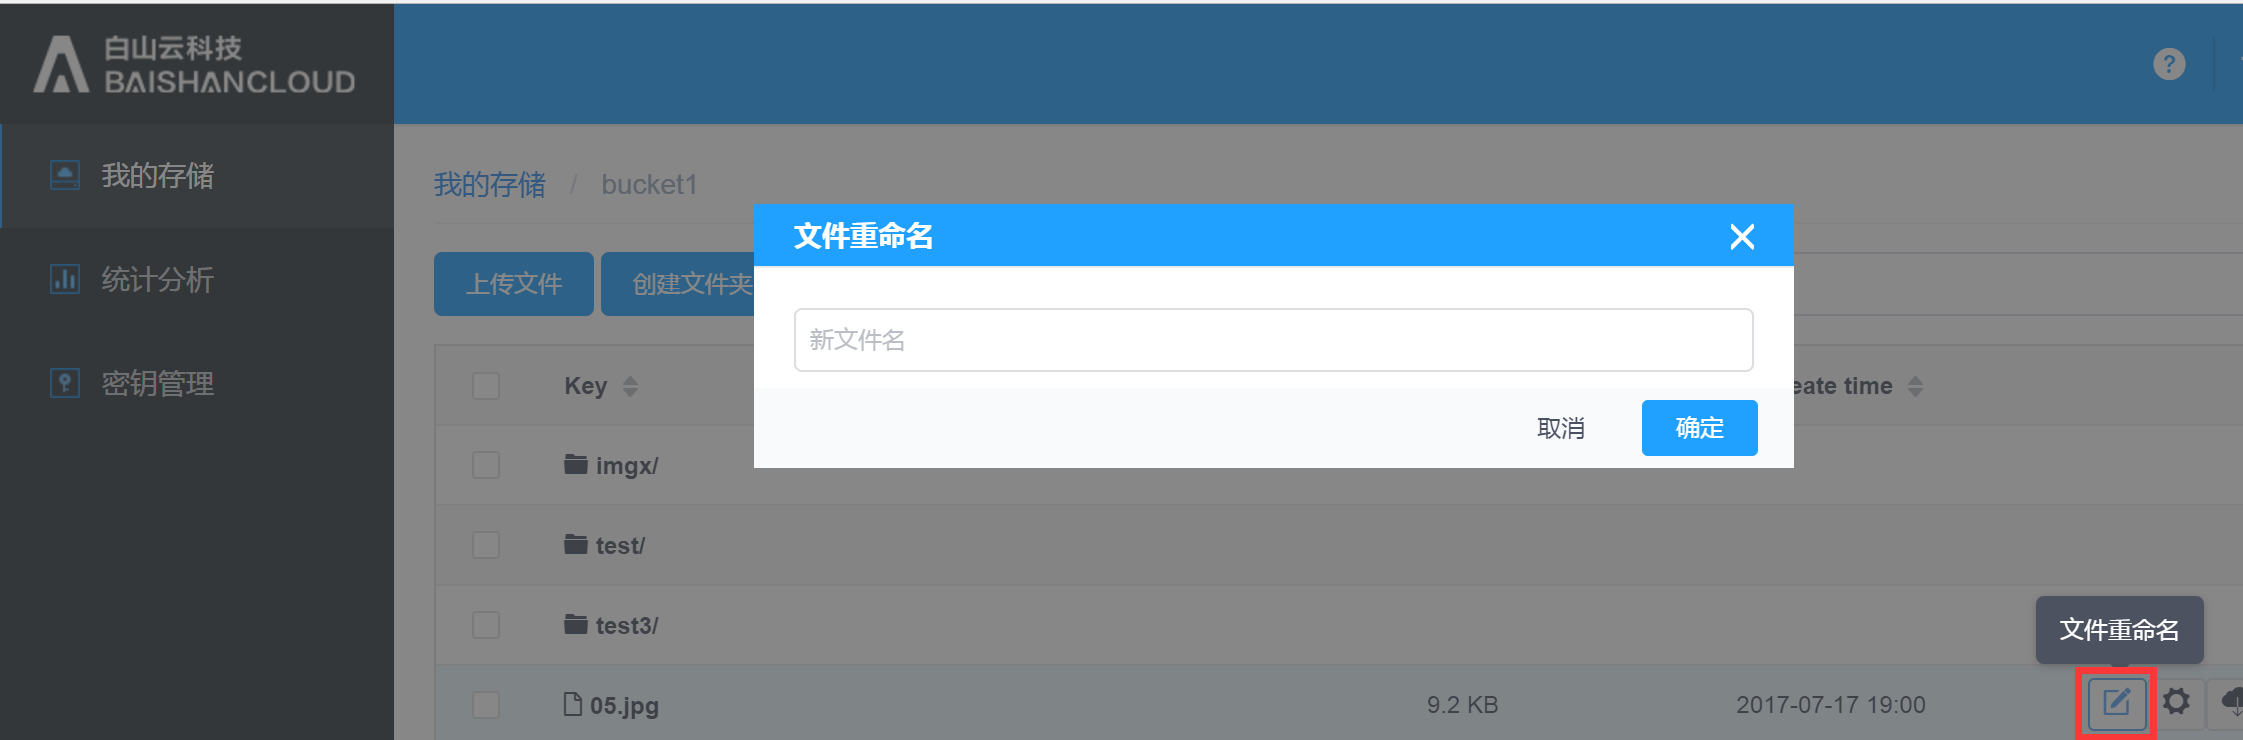 白山云科技
BAISHANCLOUD
?
我的存储
统计分析
密钥管理
我的存储 / bucket1
文件重命名
上传文件
创建文件夹
新文件名
取消
确定
Key
eate time
imgx/
test/
test3/
文件重命名
05.jpg
9.2 KB
2017-07-17 19:00